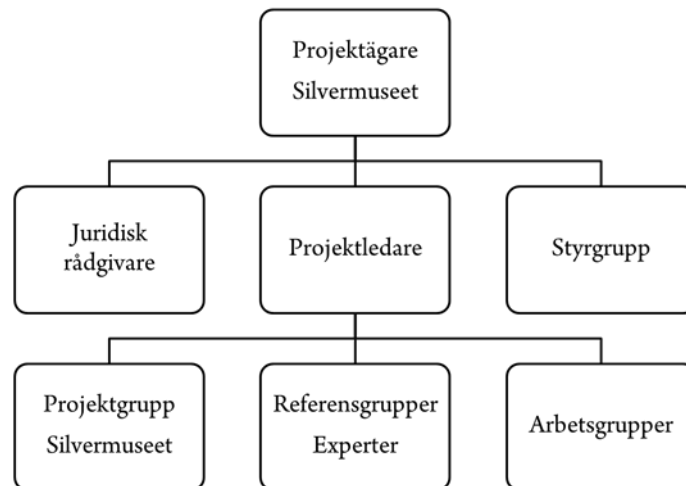 Projektägare
Silvermuseet
Juridisk
rådgivare
Projektledare
Styrgrupp
Projektgrupp
Silvermuseet
Referensgrupper
Experter
Arbetsgrupper